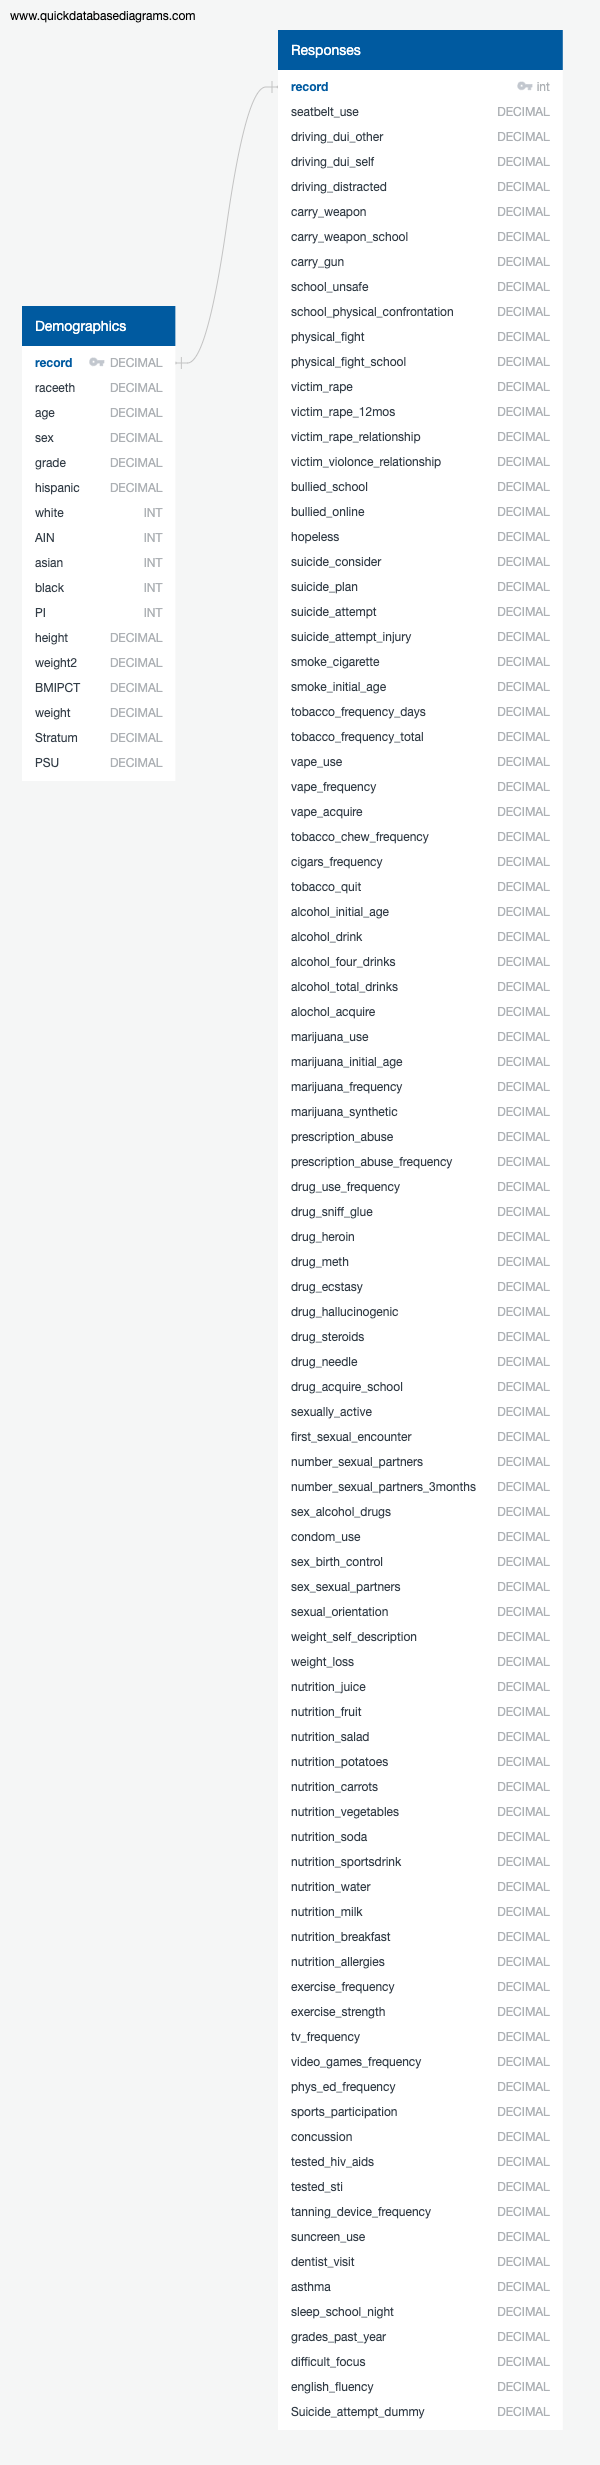 www.quickdatabasediagrams.com
Demographics
record DECIMAL
raceeth DECIMAL
age DECIMAL
sex DECIMAL
grade DECIMAL
hispanic DECIMAL
white INT
AIN INT
asian INT
black INT
PI INT
height DECIMAL
weight2 DECIMAL
BMIPCT DECIMAL
weight DECIMAL
Stratum DECIMAL
PSU DECIMAL
Responses
record int
seatbelt_use DECIMAL
driving_dui_other DECIMAL
driving_dui_self DECIMAL
driving_distracted DECIMAL
carry_weapon DECIMAL
carry_weapon_school DECIMAL
carry_gun DECIMAL
school_unsafe DECIMAL
school_physical_confrontation DECIMAL
physical_fight DECIMAL
physical_fight_school DECIMAL
victim_rape DECIMAL
victim_rape_12mos DECIMAL
victim_rape_relationship DECIMAL
victim_violonce_relationship DECIMAL
bullied_school DECIMAL
bullied_online DECIMAL
hopeless DECIMAL
suicide_consider DECIMAL
suicide_plan DECIMAL
suicide_attempt DECIMAL
suicide_attempt_injury DECIMAL
smoke_cigarette DECIMAL
smoke_initial_age DECIMAL
tobacco_frequency_days DECIMAL
tobacco_frequency_total DECIMAL
vape_use DECIMAL
vape_frequency DECIMAL
vape_acquire DECIMAL
tobacco_chew_frequency DECIMAL
cigars_frequency DECIMAL
tobacco_quit DECIMAL
alcohol_initial_age DECIMAL
alcohol_drink DECIMAL
alcohol_four_drinks DECIMAL
alcohol_total_drinks DECIMAL
alochol_acquire DECIMAL
marijuana_use DECIMAL
marijuana_initial_age DECIMAL
marijuana_frequency DECIMAL
marijuana_synthetic DECIMAL
prescription_abuse DECIMAL
prescription_abuse_frequency DECIMAL
drug_use_frequency DECIMAL
drug_sniff_glue DECIMAL
drug_heroin DECIMAL
drug_meth DECIMAL
drug_ecstasy DECIMAL
drug_hallucinogenic DECIMAL
drug_steroids DECIMAL
drug_needle DECIMAL
drug_acquire_school DECIMAL
sexually_active DECIMAL
first_sexual_encounter DECIMAL
number_sexual_partners DECIMAL
number_sexual_partners_3months DECIMAL
sex_alcohol_drugs DECIMAL
condom_use DECIMAL
sex_birth_control DECIMAL
sex_sexual_partners DECIMAL
sexual_orientation DECIMAL
weight_self_description DECIMAL
weight_loss DECIMAL
nutrition_juice DECIMAL
nutrition_fruit DECIMAL
nutrition_salad DECIMAL
nutrition_potatoes DECIMAL
nutrition_carrots DECIMAL
nutrition_vegetables DECIMAL
nutrition_soda DECIMAL
nutrition_sportsdrink DECIMAL
nutrition_water DECIMAL
nutrition_milk DECIMAL
nutrition_breakfast DECIMAL
nutrition_allergies DECIMAL
exercise_frequency DECIMAL
exercise_strength DECIMAL
tv_frequency DECIMAL
video_games_frequency DECIMAL
phys_ed_frequency DECIMAL
sports_participation DECIMAL
concussion DECIMAL
tested_hiv_aids DECIMAL
tested_sti DECIMAL
tanning_device_frequency DECIMAL
suncreen_use DECIMAL
dentist_visit DECIMAL
asthma DECIMAL
sleep_school_night DECIMAL
grades_past_year DECIMAL
difficult_focus DECIMAL
english_fluency DECIMAL
Suicide_attempt_dummy DECIMAL